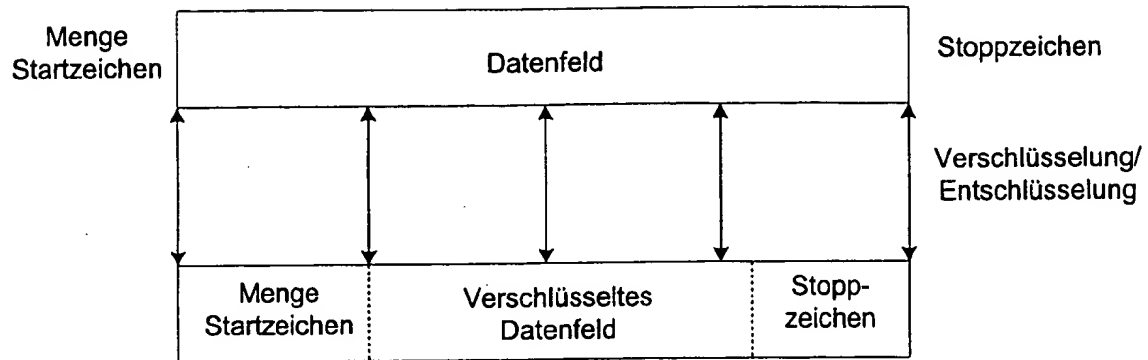 Menge
Startzeichen
Datenfeld
Stoppzeichen
Verschlüsselung/
Entschlüsselung
Menge
Startzeichen
Verschlüsseltes
Datenfeld
Stopp-
zeichen